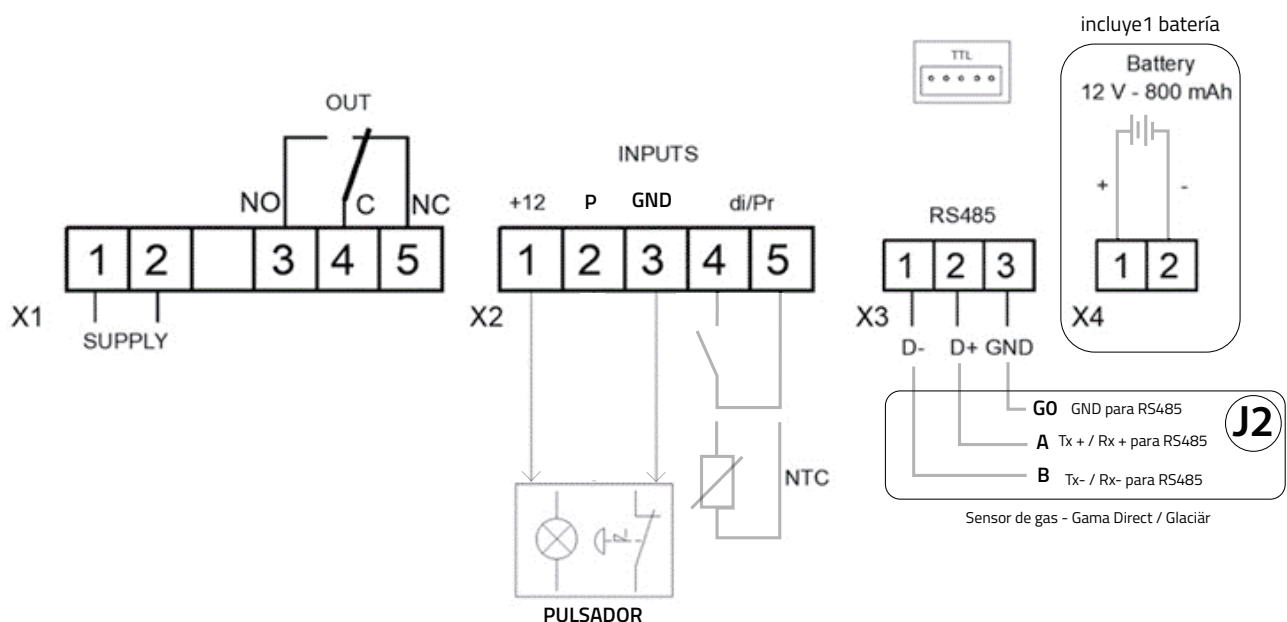 incluye1 batería
TTL
Battery
12 V - 800 mAh
+ -
OUT
NO C NC
1 2 3 4 5
X1
SUPPLY
INPUTS
+12 P GND di/Pr
1 2 3 4 5
X2
NTC
PULSADOR
RS485
1 2 3
X3
D- D+ GND
1 2
X4
G0 GND para RS485
A Tx + / Rx + para RS485
B Tx- / Rx- para RS485
J2
Sensor de gas - Gama Direct / Glaciär